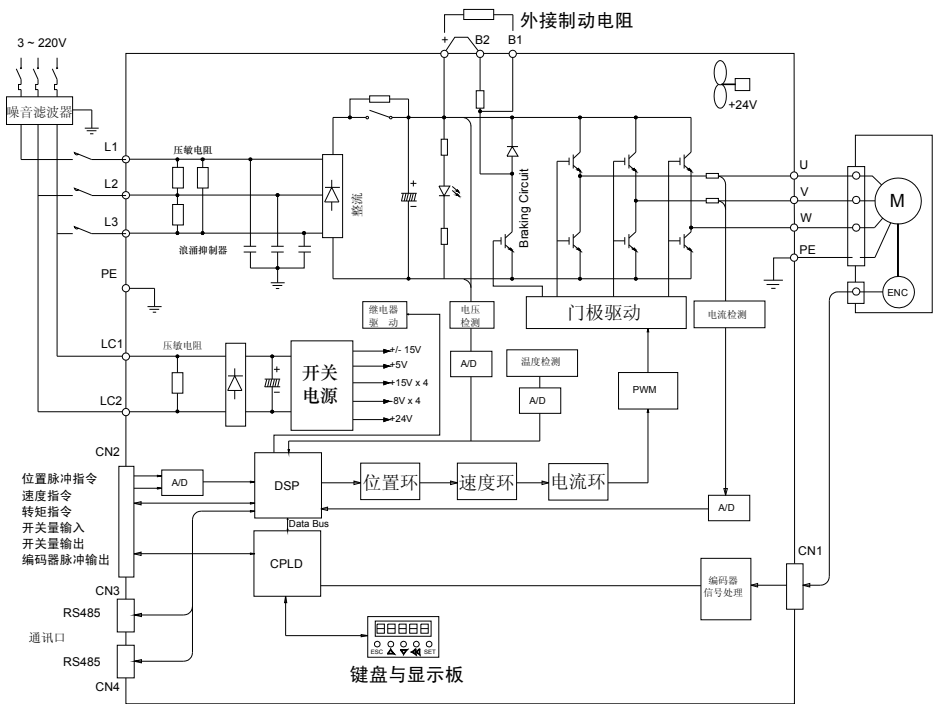 外接制动电阻
+ B2 B1
3 ~ 220V
+24V
噪音滤波器
L1
压敏电阻
U
L2
+
整流
Braking Circuit
V
M
L3
浪涌抑制器
W
PE
PE
ENC
继电器
驱 动
电压
检测
门极驱动
电流检测
LC1
压敏电阻
+
开关
电源
+/- 15V
+5V
+15V x 4
-8V x 4
+24V
A/D
温度检测
A/D
PWM
LC2
CN2
位置脉冲指令
速度指令
转矩指令
开关量输入
开关量输出
编码器脉冲输出
A/D
DSP
位置环
速度环
电流环
A/D
Data Bus
CPLD
CN1
编码器
信号处理
CN3
RS485
通讯口
RS485
CN4
88888
ESC
SET
键盘与显示板